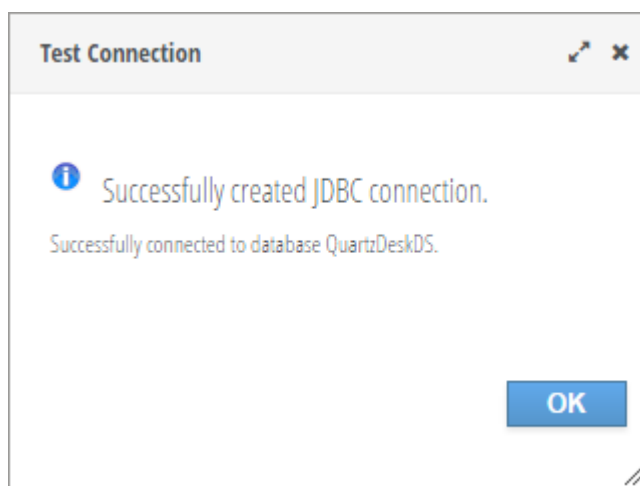 Test Connection
Successfully created JDBC connection.
Successfully connected to database QuartzDeskDS.
OK